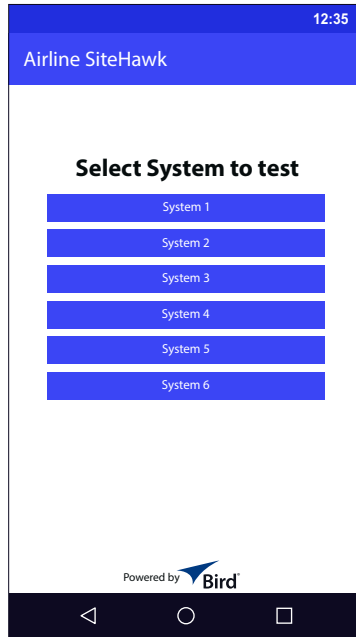 12:35
Airline SiteHawk
Select System to test
System 1
System 2
System 3
System 4
System 5
System 6
Powered by Bird®